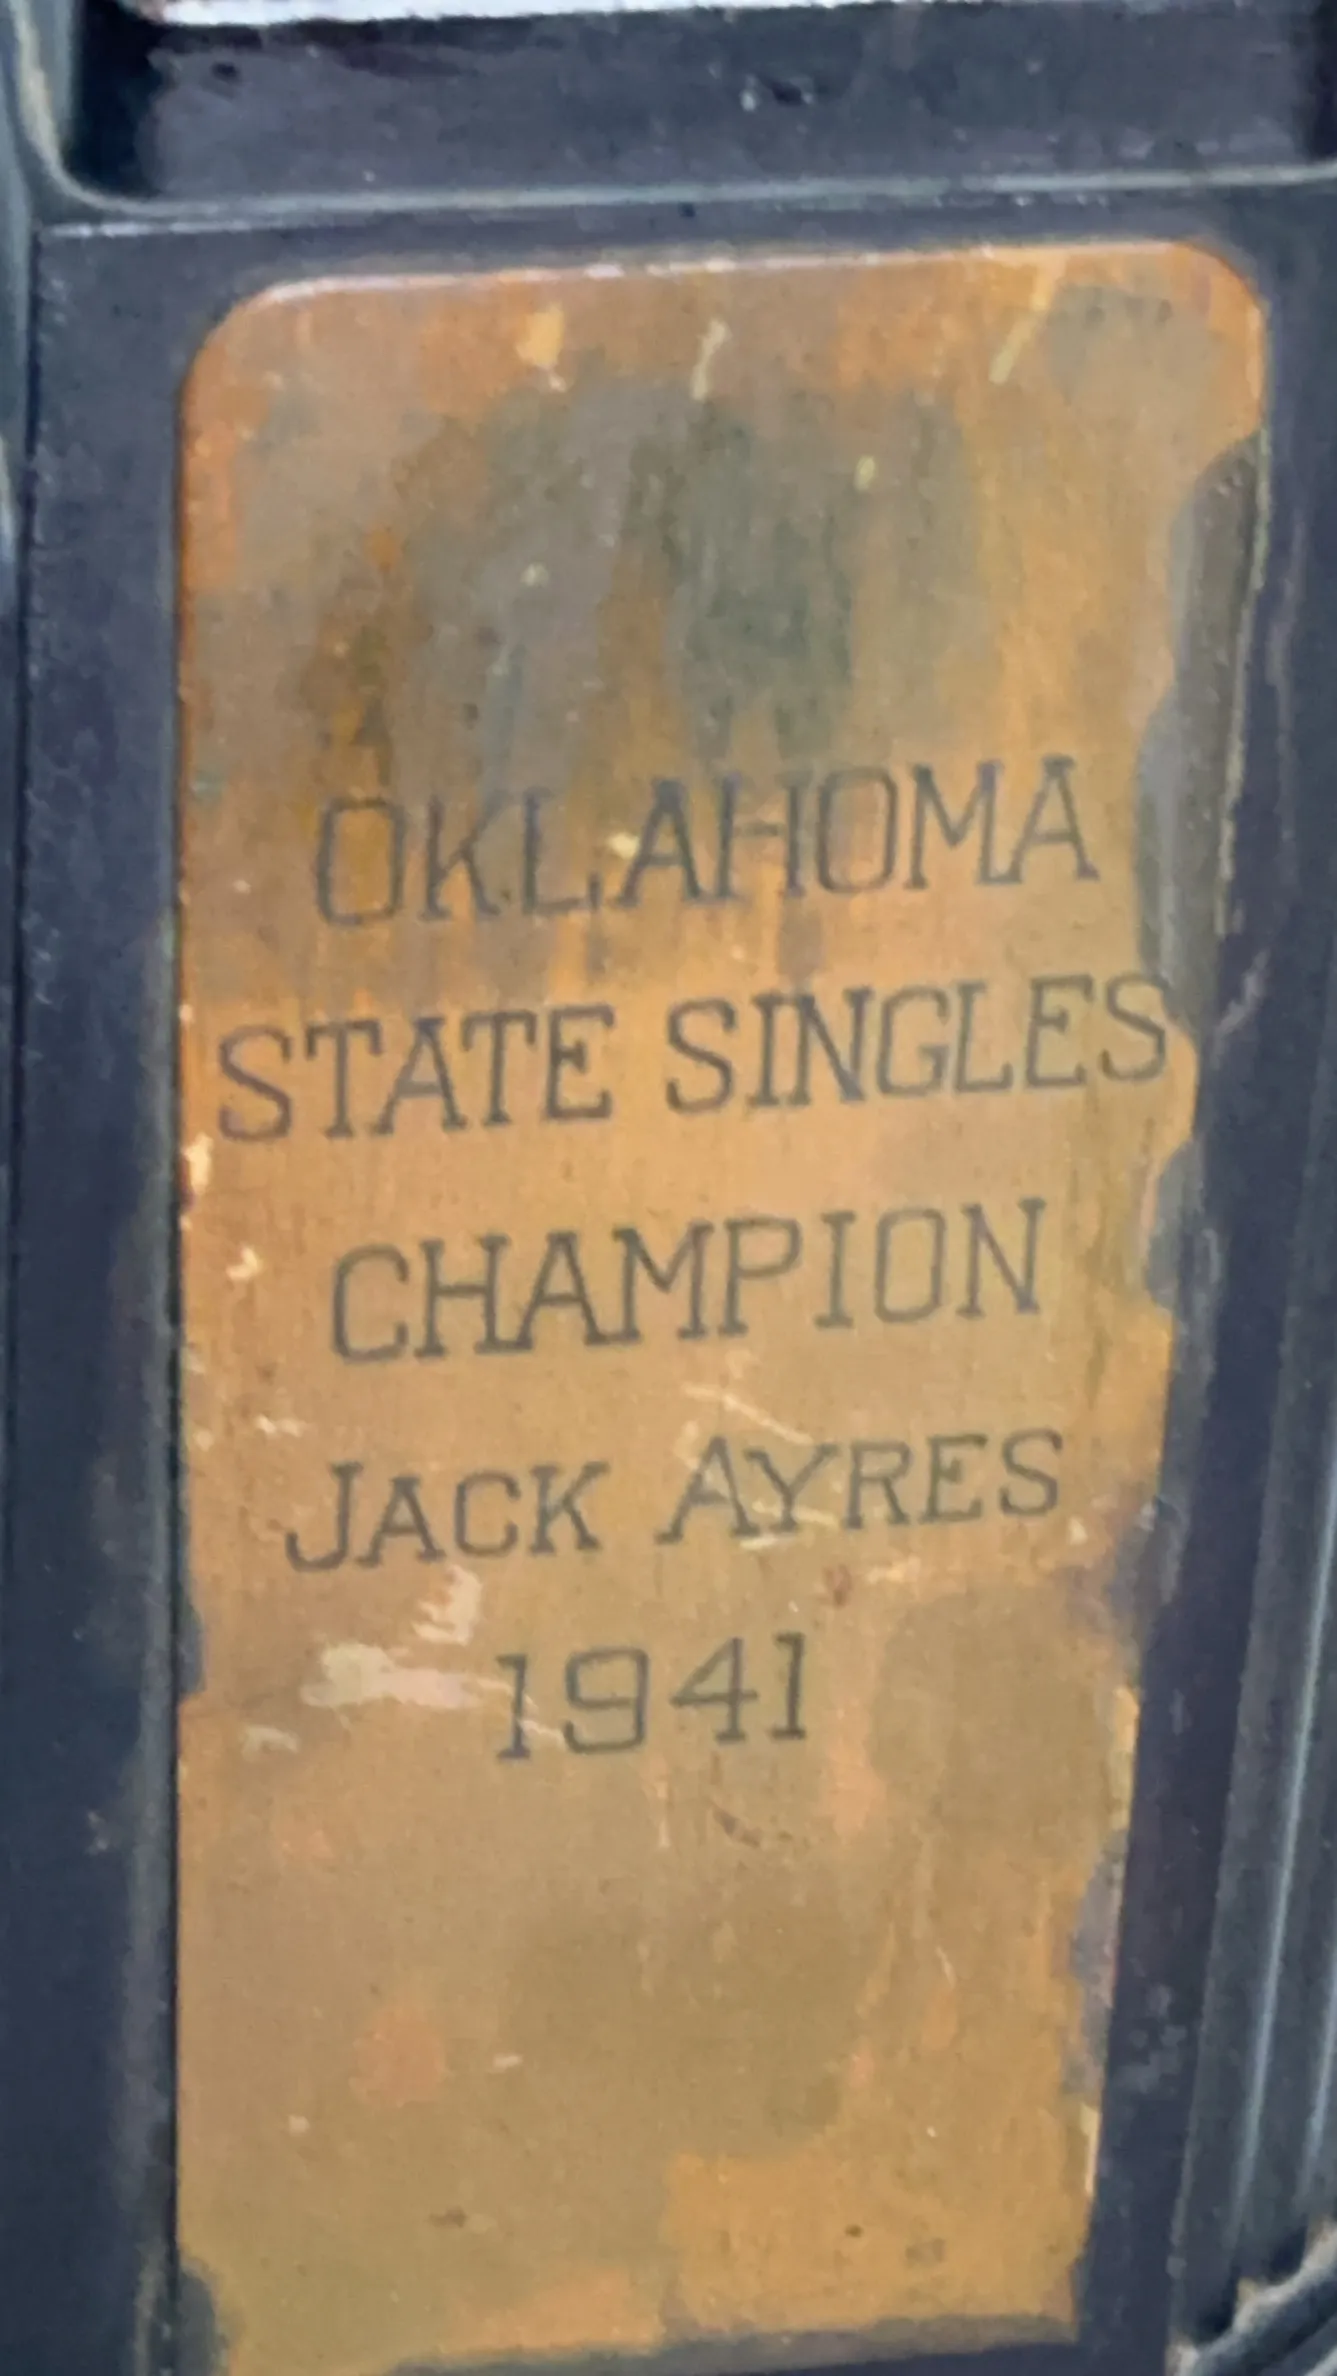 OKLAHOMA
STATE SINGLES
CHAMPION
JACK AYRES
1941